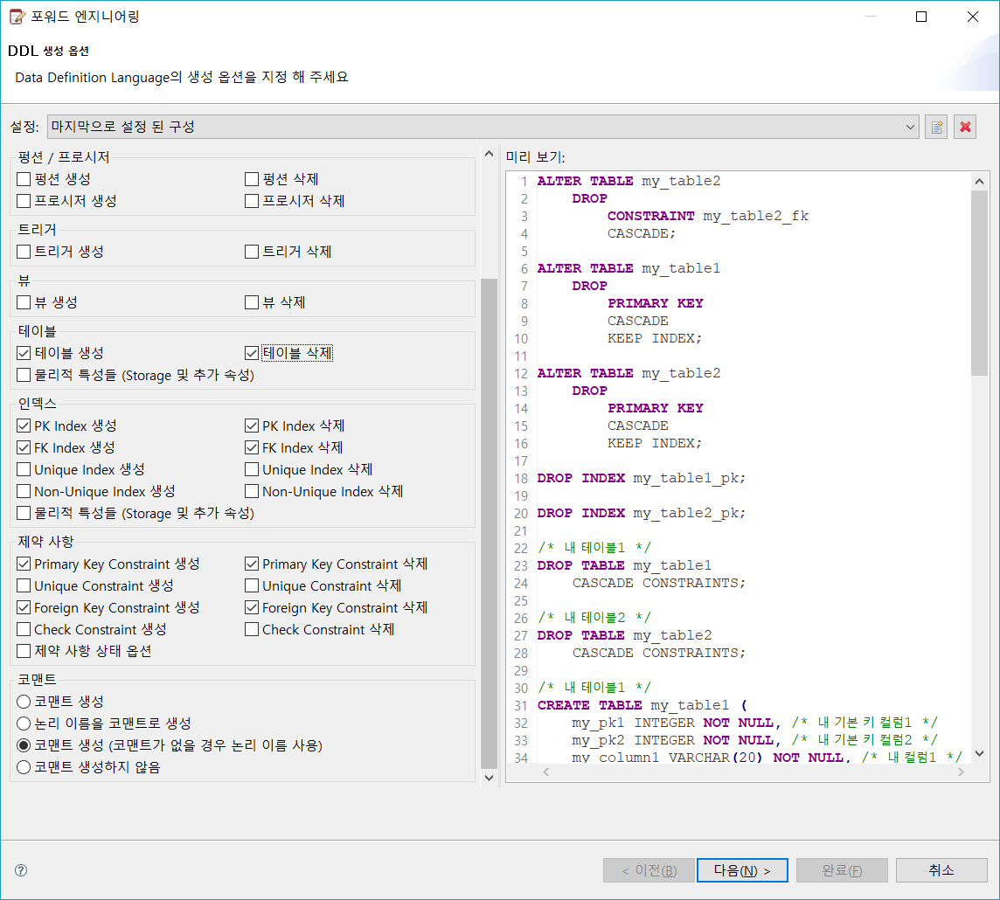 포워드 엔지니어링
DDL 생성 옵션
Data Definition Language의 생성 옵션을 지정 해 주세요
설정: 마지막으로 설정 된 구성
펑션 / 프로시저
펑션 생성 펑션 삭제
프로시저 생성 프로시저 삭제
트리거
트리거 생성 트리거 삭제
뷰
뷰 생성 뷰 삭제
테이블
테이블 생성 테이블 삭제
물리적 특성들 (Storage 및 추가 속성)
인덱스
PK Index 생성 PK Index 삭제
FK Index 생성 FK Index 삭제
Unique Index 생성 Unique Index 삭제
Non-Unique Index 생성 Non-Unique Index 삭제
물리적 특성들 (Storage 및 추가 속성)
제약 사항
Primary Key Constraint 생성 Primary Key Constraint 삭제
Unique Constraint 생성 Unique Constraint 삭제
Foreign Key Constraint 생성 Foreign Key Constraint 삭제
Check Constraint 생성 Check Constraint 삭제
제약 사항 상태 옵션
코맨트
코맨트 생성
논리 이름을 코맨트로 생성
코맨트 생성 (코맨트가 없을 경우 논리 이름 사용)
코맨트 생성하지 않음
미리 보기:
1 ALTER TABLE my_table2
2 DROP
3 CONSTRAINT my_table2_fk
4 CASCADE;
5
6 ALTER TABLE my_table1
7 DROP
8 PRIMARY KEY
9 CASCADE
10 KEEP INDEX;
11
12 ALTER TABLE my_table2
13 DROP
14 PRIMARY KEY
15 CASCADE
16 KEEP INDEX;
17
18 DROP INDEX my_table1_pk;
19
20 DROP INDEX my_table2_pk;
21
22 /* 내 테이블1 */
23 DROP TABLE my_table1
24 CASCADE CONSTRAINTS;
25
26 /* 내 테이블2 */
27 DROP TABLE my_table2
28 CASCADE CONSTRAINTS;
29
30 /* 내 테이블1 */
31 CREATE TABLE my_table1 (
32 my_pk1 INTEGER NOT NULL, /* 내 기본 키 컬럼1 */
33 my_pk2 INTEGER NOT NULL, /* 내 기본 키 컬럼2 */
34 my_column1 VARCHAR(20) NOT NULL, /* 내 컬럼1 */
< 이전(B) 다음(N) > 완료(F) 취소